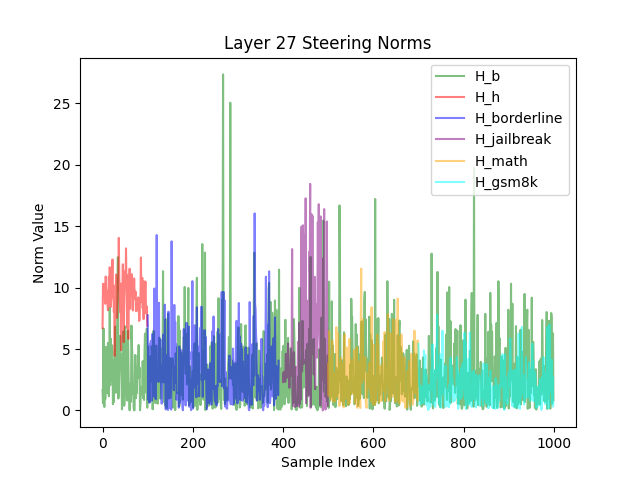 Layer 27 Steering Norms
H_b
H_h
H_borderline
H_jailbreak
H_math
H_gsm8k
Norm Value
25
20
15
10
5
0
0 200 400 600 800 1000
Sample Index